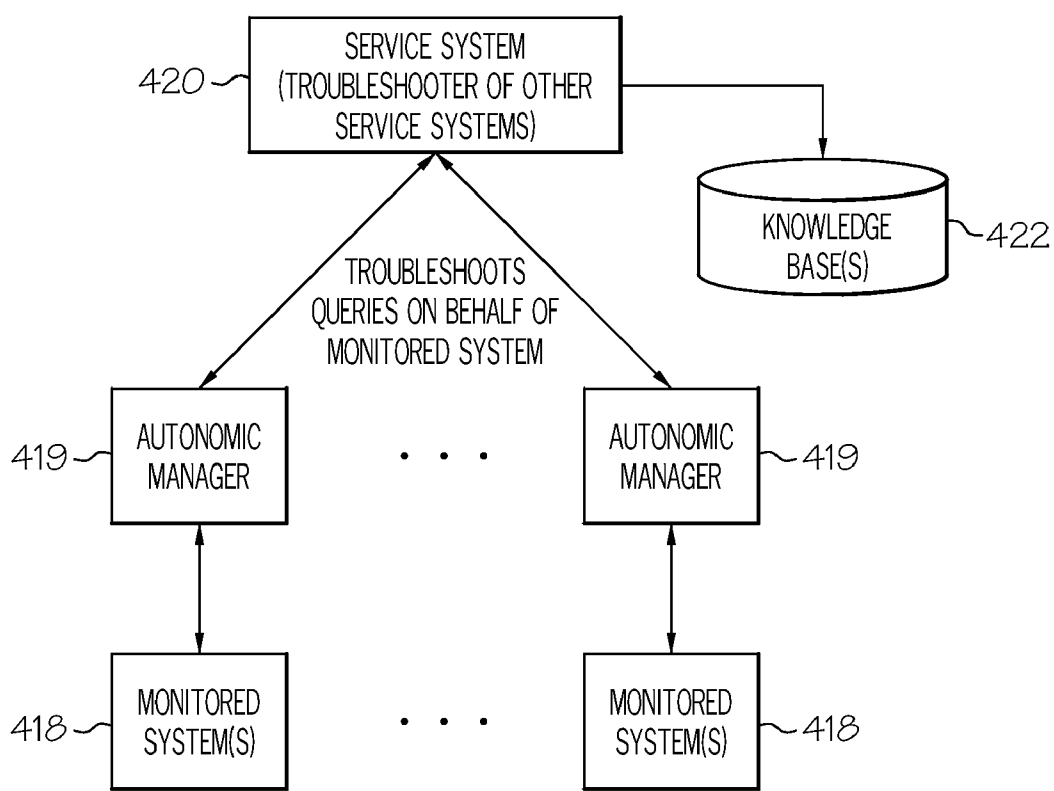 SERVICE SYSTEM
(TROUBLESHOOTER OF OTHER
SERVICE SYSTEMS)
420
KNOWLEDGE
BASE(S)
422
TROUBLESHOOTS
QUERIES ON BEHALF OF
MONITORED SYSTEM
419
AUTONOMIC
MANAGER
. . .
AUTONOMIC
MANAGER
419
418
MONITORED
SYSTEM(S)
. . .
MONITORED
SYSTEM(S)
418